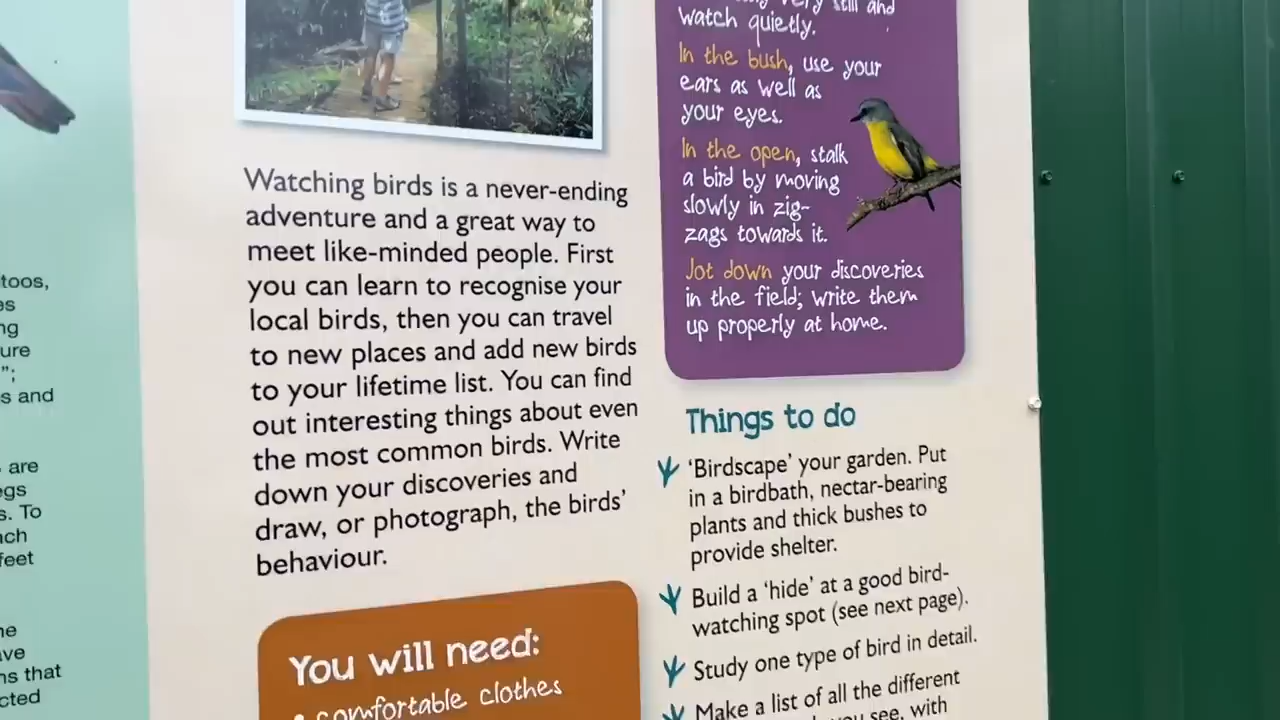 toos,
es
ng
ure
”;
s and
are
egs
s. To
ach
feet
he
ave
ns that
cted
Watching birds is a never-ending
adventure and a great way to
meet like-minded people. First
you can learn to recognise your
local birds, then you can travel
to new places and add new birds
to your lifetime list. You can find
out interesting things about even
the most common birds. Write
down your discoveries and
draw, or photograph, the birds’
behaviour.
You will need:
• comfortable clothes
very still and
watch quietly.
In the bush, use your
ears as well as
your eyes.
In the open, stalk
a bird by moving
slowly in zig-
zags towards it.
Jot down your discoveries
in the field; write them
up properly at home.
Things to do
‘Birdscape’ your garden. Put
in a birdbath, nectar-bearing
plants and thick bushes to
provide shelter.
Build a ‘hide’ at a good bird-
watching spot (see next page).
Study one type of bird in detail.
Make a list of all the different
you see, with